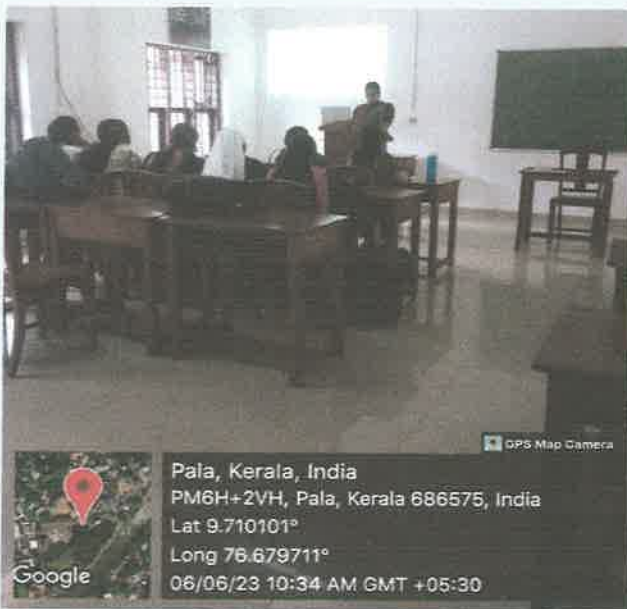 GPS Map Camera
Pala, Kerala, India
PM6H+2VH, Pala, Kerala 686575, India
Lat 9.710101°
Long 76.679711°
06/06/23 10:34 AM GMT +05:30
Google